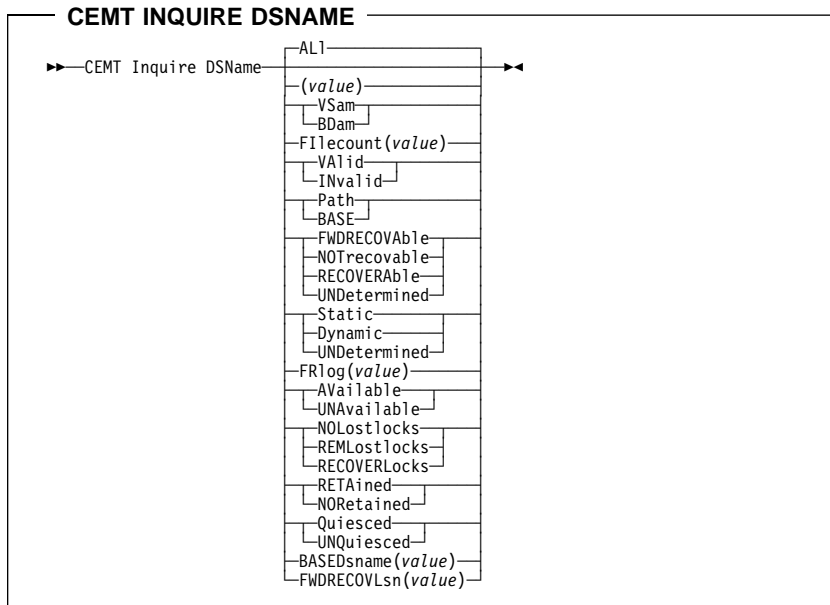 CEMT INQUIRE DSNAME
ALl
CEMT Inquire DSName
(value)
VSam
BDam
FIlecount(value)
VAlid
INvalid
Path
BASE
FWDRECOVAble
NOTrecovable
RECOVERAble
UNDetermined
Static
Dynamic
UNDetermined
FRlog(value)
AVailable
UNAvailable
NOLostlocks
REMLostlocks
RECOVERLocks
RETAined
NORetained
Quiesced
UNQuiesced
BASEDsname(value)
FWDRECOVLsn(value)